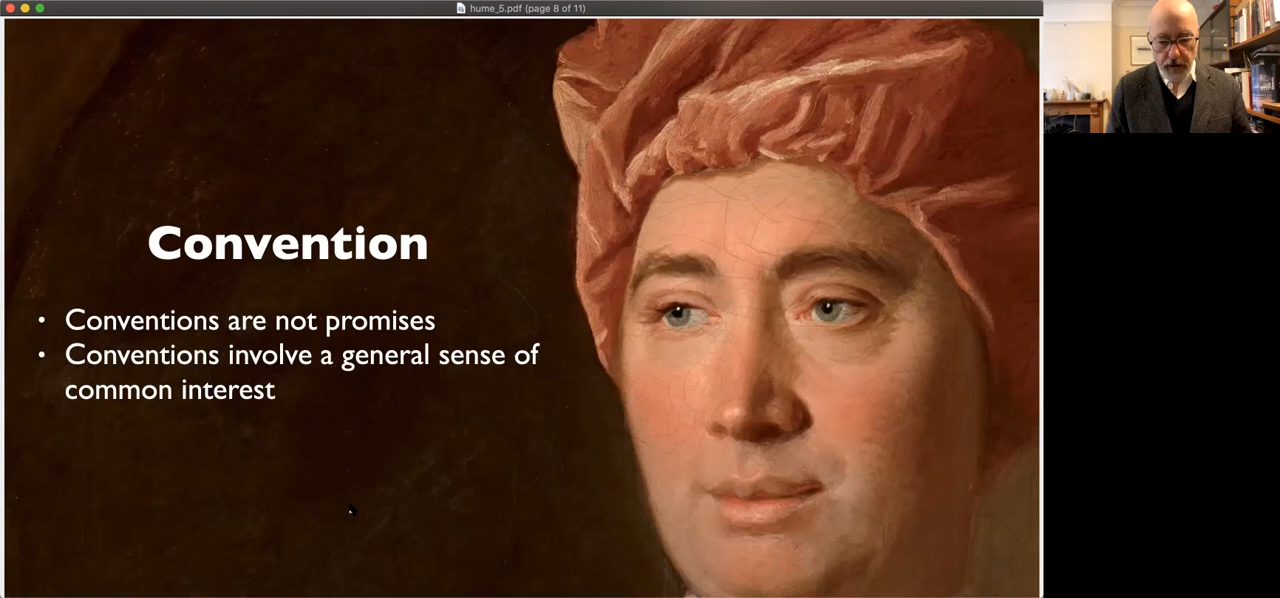 hume_5.pdf (page 8 of 11)
Convention
• Conventions are not promises
• Conventions involve a general sense of
common interest